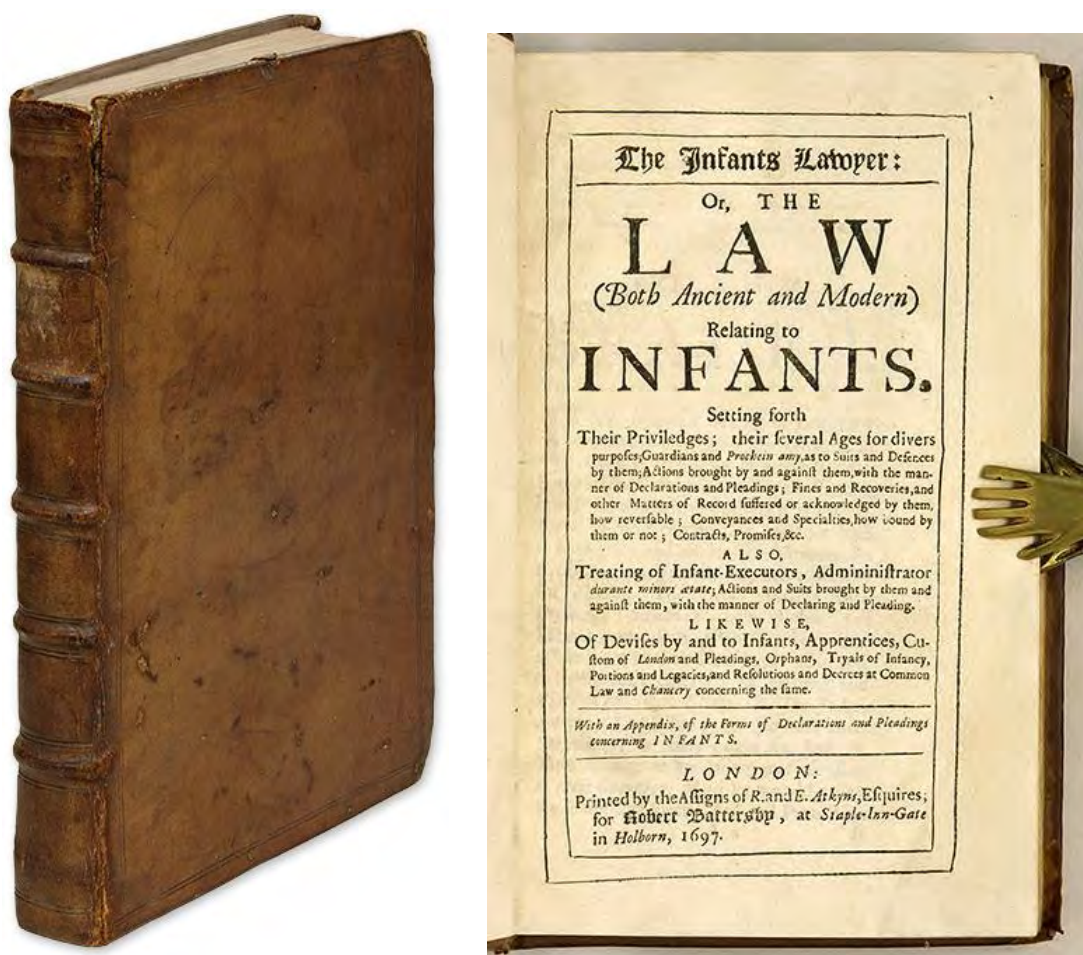 The Infants Lawyer:
Or, THE
LAW
(Both Ancient and Modern)
Relating to
INFANTS.
Setting forth
Their Priviledges; their ſeveral Ages for divers
purpoſes;Guardians and Prochein amy,as to Suits and Defences
by them;Actions brought by and againſt them,with the man-
ner of Declarations and Pleadings; Fines and Recoveries,and
other Matters of Record ſuffered or acknowledged by them,
how reverſable; Conveyances and Specialties,how bound by
them or not; Contracts, Promiſes,&c.
ALSO,
Treating of Infant-Executors, Admininiſtrator
durante minori ætate; Actions and Suits brought by them and
againſt them, with the manner of Declaring and Pleading.
LIKEWISE,
Of Deviſes by and to Infants, Apprentices, Cu-
ſtom of London and Pleadings, Orphans, Tryals of Infancy,
Portions and Legacies,and Reſolutions and Decrees at Common
Law and Chancery concerning the ſame.
With an Appendix, of the Forms of Declarations and Pleadings
concerning INFANTS.
LONDON:
Printed by the Aſſigns of R.and E. Atkyns,Eſquires;
for Robert Battersby, at Staple-Inn-Gate
in Holborn, 1697.